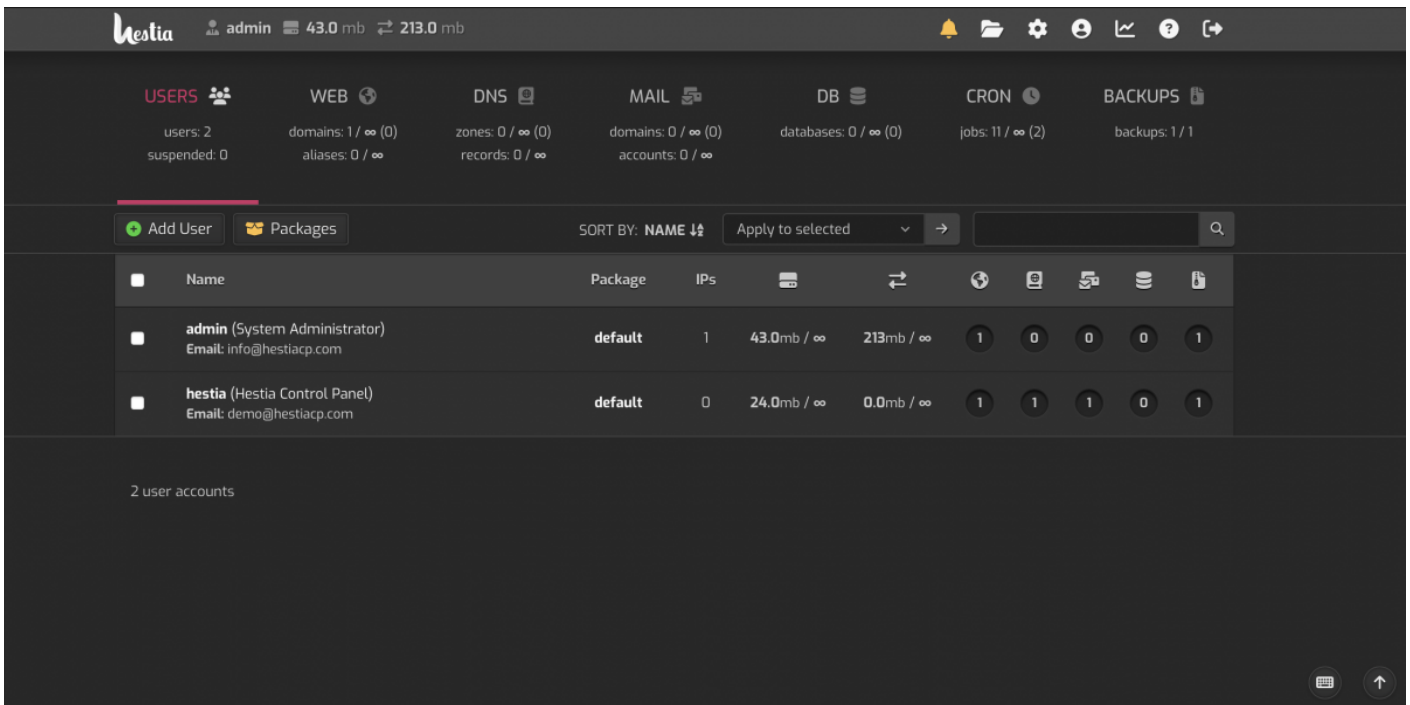 hestia admin 43.0 mb 213.0 mb
USERS WEB DNS MAIL DB CRON BACKUPS
users: 2 domains: 1 / ∞ (0) zones: 0 / ∞ (0) domains: 0 / ∞ (0) databases: 0 / ∞ (0) jobs: 11 / ∞ (2) backups: 1 / 1
suspended: 0 aliases: 0 / ∞ records: 0 / ∞ accounts: 0 / ∞
Add User Packages SORT BY: NAME Apply to selected
Name Package IPs
admin (System Administrator)
Email: info@hestiacp.com
default 1 43.0mb / ∞ 213mb / ∞ 1 0 0 0 1
hestia (Hestia Control Panel)
Email: demo@hestiacp.com
default 0 24.0mb / ∞ 0.0mb / ∞ 1 1 1 0 1
2 user accounts